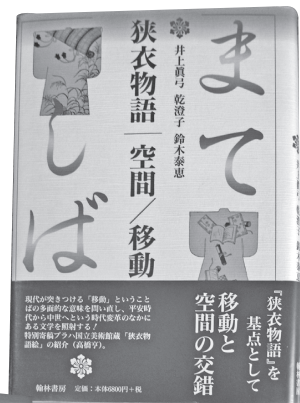 狭衣物語
空間/移動
井上眞弓 乾澄子 鈴木泰恵
『狭衣物語』を
基点として
移動と
空間の交錯
現代が突きつける「移動」というこ
とばの多面的な意味を問い直し、平安時
代から中世へという時代変革のなかに
ある文学を照射する!
特別寄稿プラハ国立美術館蔵『狭衣物
語絵』の紹介(高橋亨)。
翰林書房
定価:本体6800円+税